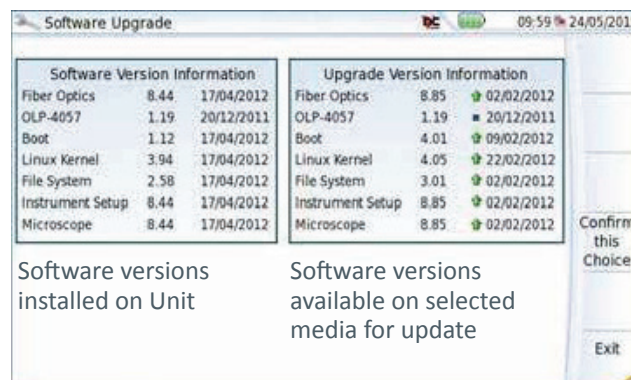 Software Upgrade 09:59 24/05/201
Software Version Information
Fiber Optics 8.44 17/04/2012
OLP-4057 1.19 20/12/2011
Boot 1.12 17/04/2012
Linux Kernel 3.94 17/04/2012
File System 2.58 17/04/2012
Instrument Setup 8.44 17/04/2012
Microscope 8.44 17/04/2012
Upgrade Version Information
Fiber Optics 8.85 02/02/2012
OLP-4057 1.19 20/12/2011
Boot 4.01 09/02/2012
Linux Kernel 4.05 22/02/2012
File System 3.01 02/02/2012
Instrument Setup 8.85 02/02/2012
Microscope 8.85 02/02/2012
Software versions
installed on Unit
Software versions
available on selected
media for update
Confirm
this
Choice
Exit